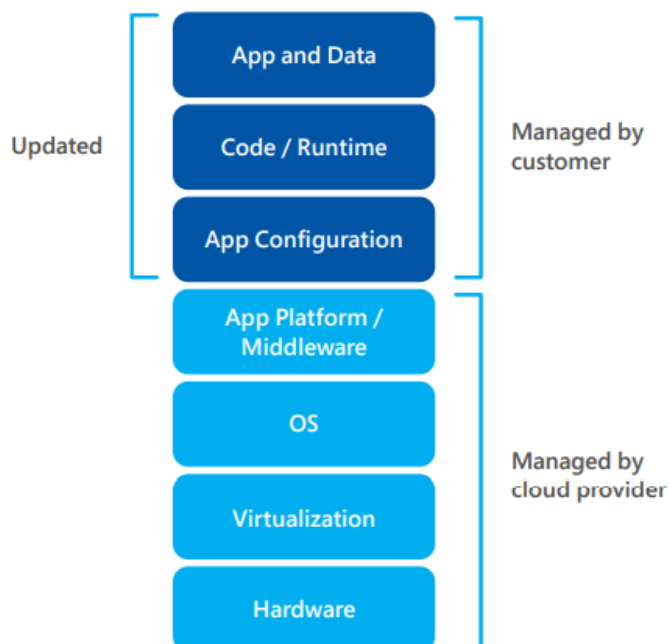 App and Data
Updated
Code / Runtime
Managed by
customer
App Configuration
App Platform /
Middleware
OS
Managed by
cloud provider
Virtualization
Hardware